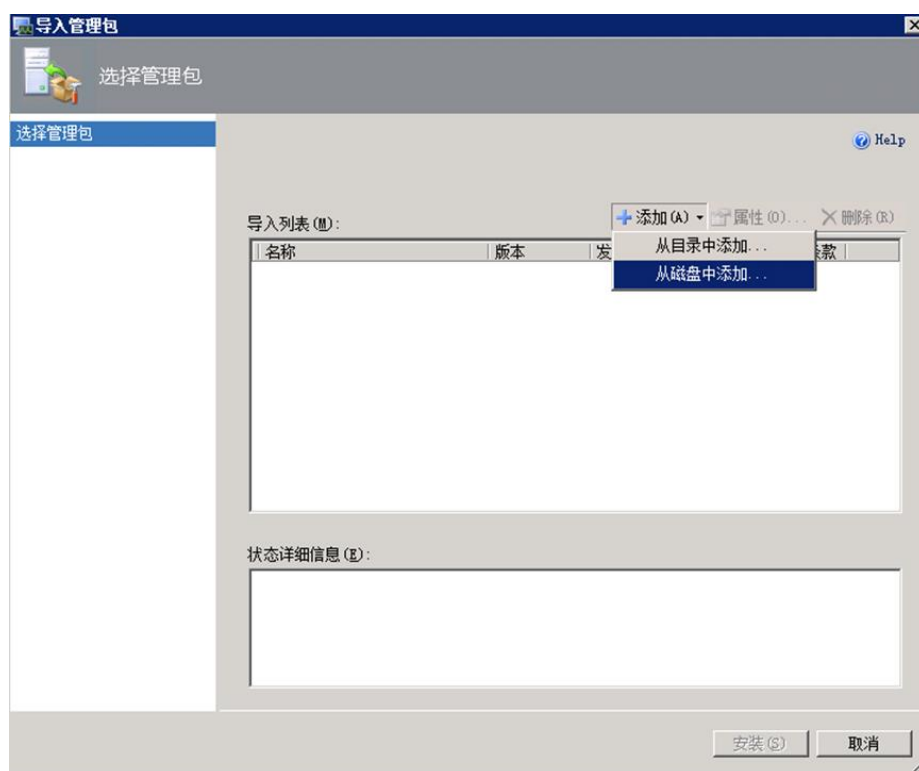 导入管理包
选择管理包
选择管理包
Help
导入列表(M):
添加(A) 属性(O)... 删除(R)
从目录中添加...
名称 版本 发 条款
从磁盘中添加...
状态详细信息(E):
安装(S) 取消